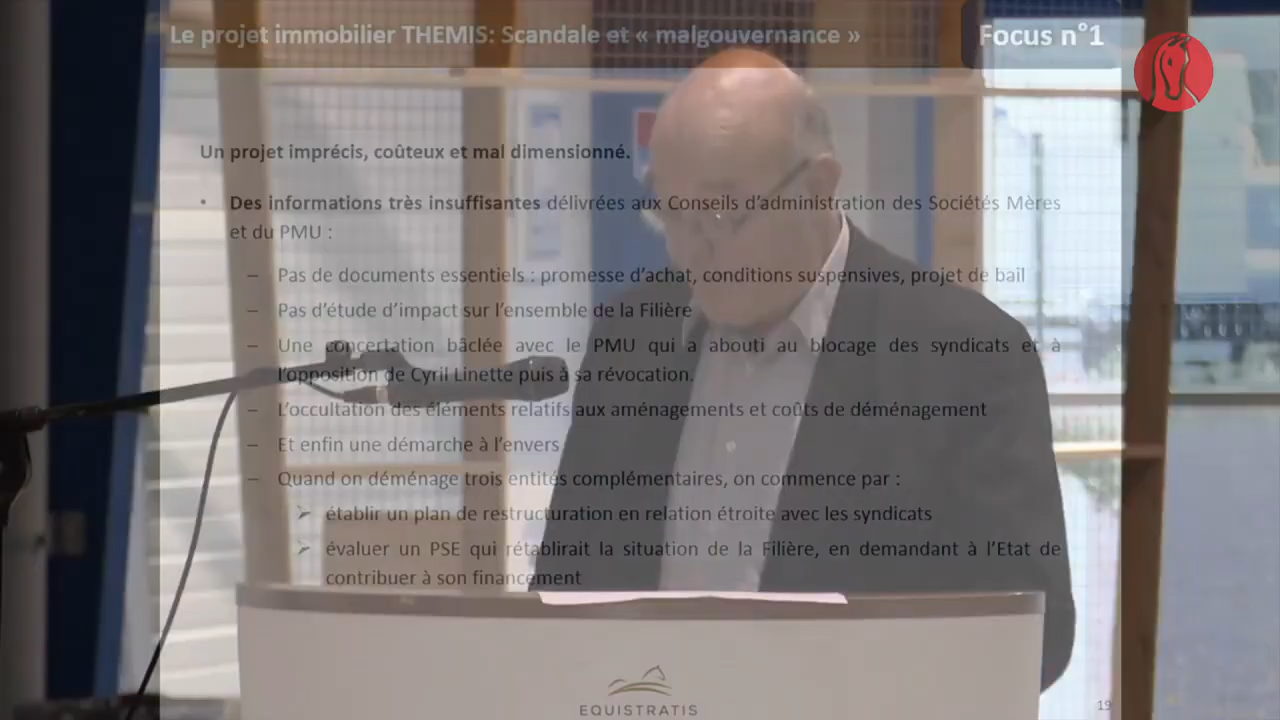 Le projet immobilier THEMIS: Scandale et « malgouvernance »
Focus n°1
Un projet imprécis, coûteux et mal dimensionné.
• Des informations très insuffisantes délivrées aux Conseils d'administration des Sociétés Mères
et du PMU :
– Pas de documents essentiels : promesse d'achat, conditions suspensives, projet de bail
– Pas d'étude d'impact sur l'ensemble de la Filière
– Une concertation bâclée avec le PMU qui a abouti au blocage des syndicats et à
l'opposition de Cyril Linette puis à sa révocation.
– L'occultation des éléments relatifs aux aménagements et coûts de déménagement
– Et enfin une démarche à l'envers
– Quand on déménage trois entités complémentaires, on commence par :
➢ établir un plan de restructuration en relation étroite avec les syndicats
➢ évaluer un PSE qui rétablirait la situation de la Filière, en demandant à l'Etat de
contribuer à son financement
EQUISTRATIS
19